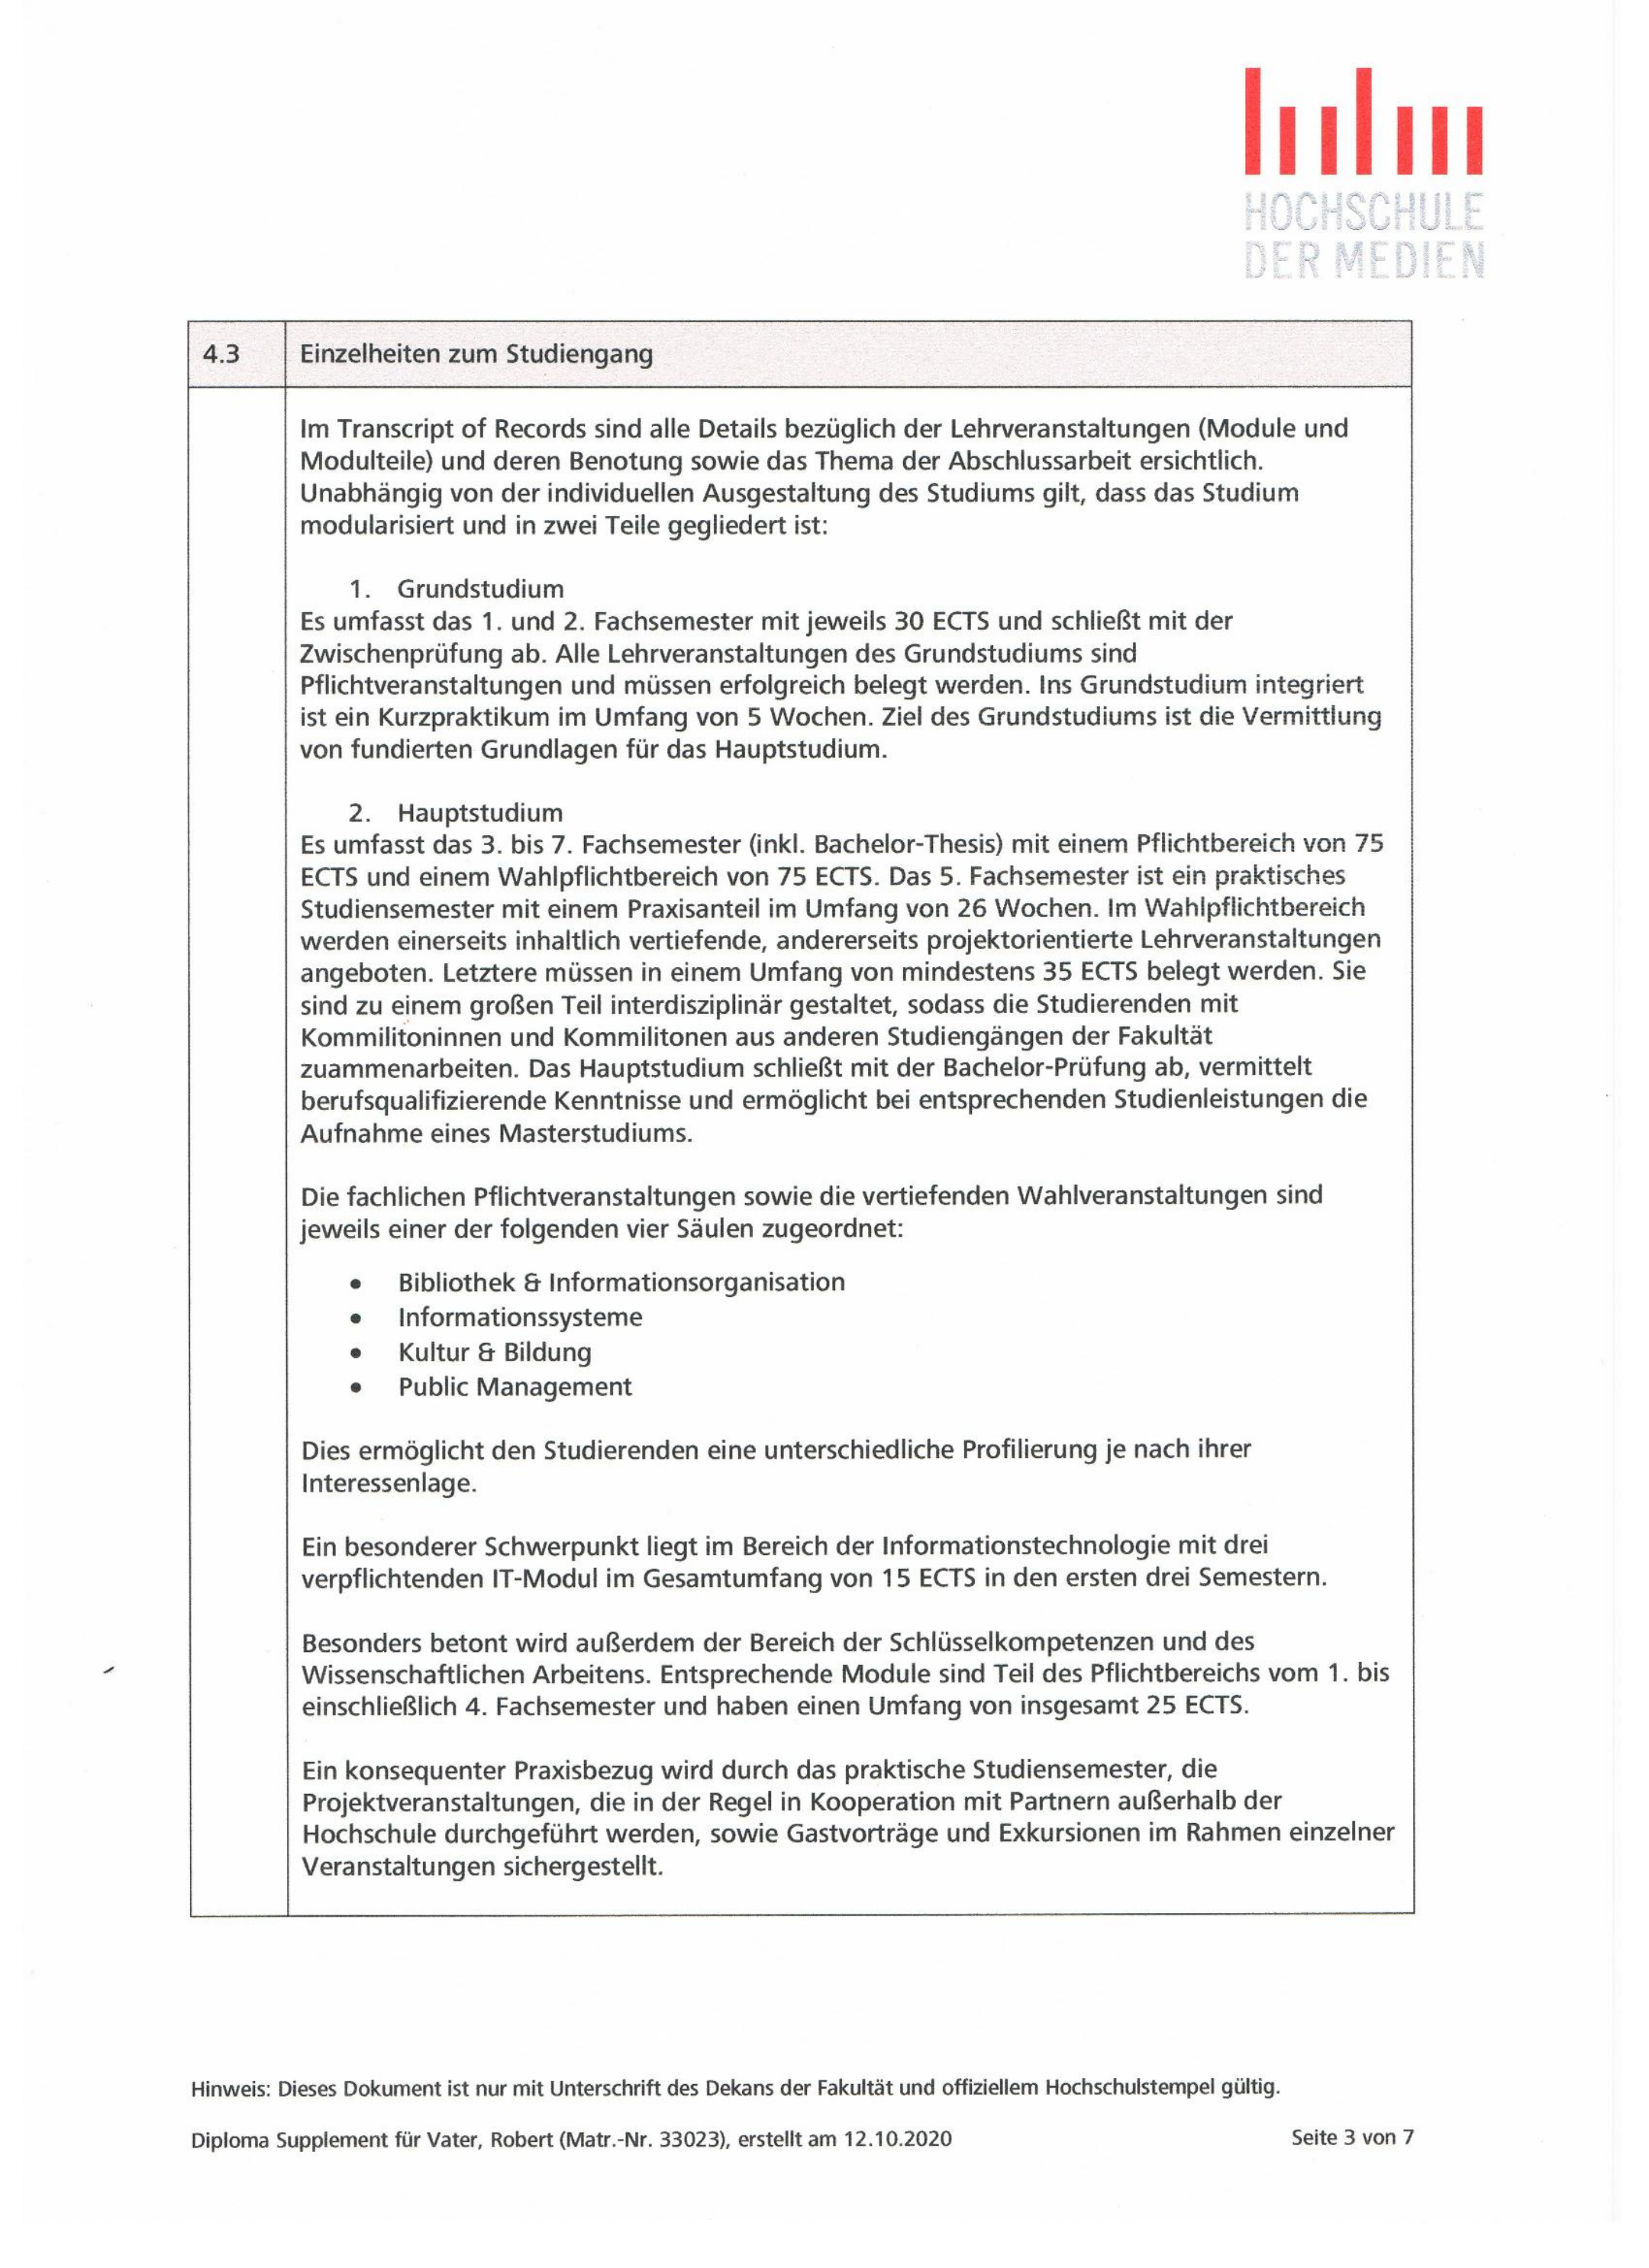 HOCHSCHULE
DER MEDIEN
4.3 Einzelheiten zum Studiengang
Im Transcript of Records sind alle Details bezüglich der Lehrveranstaltungen (Module und
Modulteile) und deren Benotung sowie das Thema der Abschlussarbeit ersichtlich.
Unabhängig von der individuellen Ausgestaltung des Studiums gilt, dass das Studium
modularisiert und in zwei Teile gegliedert ist:
1. Grundstudium
Es umfasst das 1. und 2. Fachsemester mit jeweils 30 ECTS und schließt mit der
Zwischenprüfung ab. Alle Lehrveranstaltungen des Grundstudiums sind
Pflichtveranstaltungen und müssen erfolgreich belegt werden. Ins Grundstudium integriert
ist ein Kurzpraktikum im Umfang von 5 Wochen. Ziel des Grundstudiums ist die Vermittlung
von fundierten Grundlagen für das Hauptstudium.
2. Hauptstudium
Es umfasst das 3. bis 7. Fachsemester (inkl. Bachelor-Thesis) mit einem Pflichtbereich von 75
ECTS und einem Wahlpflichtbereich von 75 ECTS. Das 5. Fachsemester ist ein praktisches
Studiensemester mit einem Praxisanteil im Umfang von 26 Wochen. Im Wahlpflichtbereich
werden einerseits inhaltlich vertiefende, andererseits projektorientierte Lehrveranstaltungen
angeboten. Letztere müssen in einem Umfang von mindestens 35 ECTS belegt werden. Sie
sind zu einem großen Teil interdisziplinär gestaltet, sodass die Studierenden mit
Kommilitoninnen und Kommilitonen aus anderen Studiengängen der Fakultät
zuammenarbeiten. Das Hauptstudium schließt mit der Bachelor-Prüfung ab, vermittelt
berufsqualifizierende Kenntnisse und ermöglicht bei entsprechenden Studienleistungen die
Aufnahme eines Masterstudiums.
Die fachlichen Pflichtveranstaltungen sowie die vertiefenden Wahlveranstaltungen sind
jeweils einer der folgenden vier Säulen zugeordnet:
• Bibliothek & Informationsorganisation
• Informationssysteme
• Kultur & Bildung
• Public Management
Dies ermöglicht den Studierenden eine unterschiedliche Profilierung je nach ihrer
Interessenlage.
Ein besonderer Schwerpunkt liegt im Bereich der Informationstechnologie mit drei
verpflichtenden IT-Modul im Gesamtumfang von 15 ECTS in den ersten drei Semestern.
Besonders betont wird außerdem der Bereich der Schlüsselkompetenzen und des
Wissenschaftlichen Arbeitens. Entsprechende Module sind Teil des Pflichtbereichs vom 1. bis
einschließlich 4. Fachsemester und haben einen Umfang von insgesamt 25 ECTS.
Ein konsequenter Praxisbezug wird durch das praktische Studiensemester, die
Projektveranstaltungen, die in der Regel in Kooperation mit Partnern außerhalb der
Hochschule durchgeführt werden, sowie Gastvorträge und Exkursionen im Rahmen einzelner
Veranstaltungen sichergestellt.
Hinweis: Dieses Dokument ist nur mit Unterschrift des Dekans der Fakultät und offiziellem Hochschulstempel gültig.
Diploma Supplement für Vater, Robert (Matr.-Nr. 33023), erstellt am 12.10.2020 Seite 3 von 7